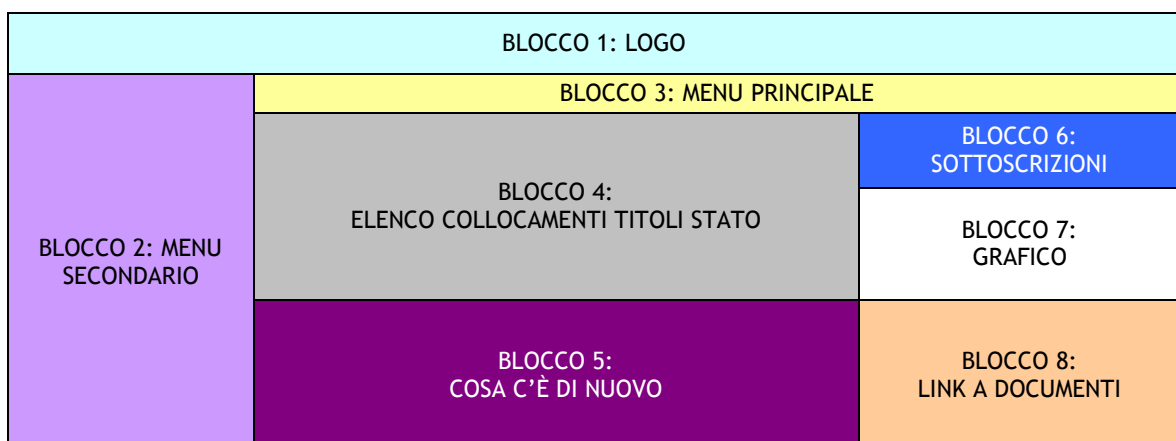 BLOCCO 1: LOGO
BLOCCO 2: MENU
SECONDARIO
BLOCCO 3: MENU PRINCIPALE
BLOCCO 4:
ELENCO COLLOCAMENTI TITOLI STATO
BLOCCO 5:
COSA C’È DI NUOVO
BLOCCO 6:
SOTTOSCRIZIONI
BLOCCO 7:
GRAFICO
BLOCCO 8:
LINK A DOCUMENTI